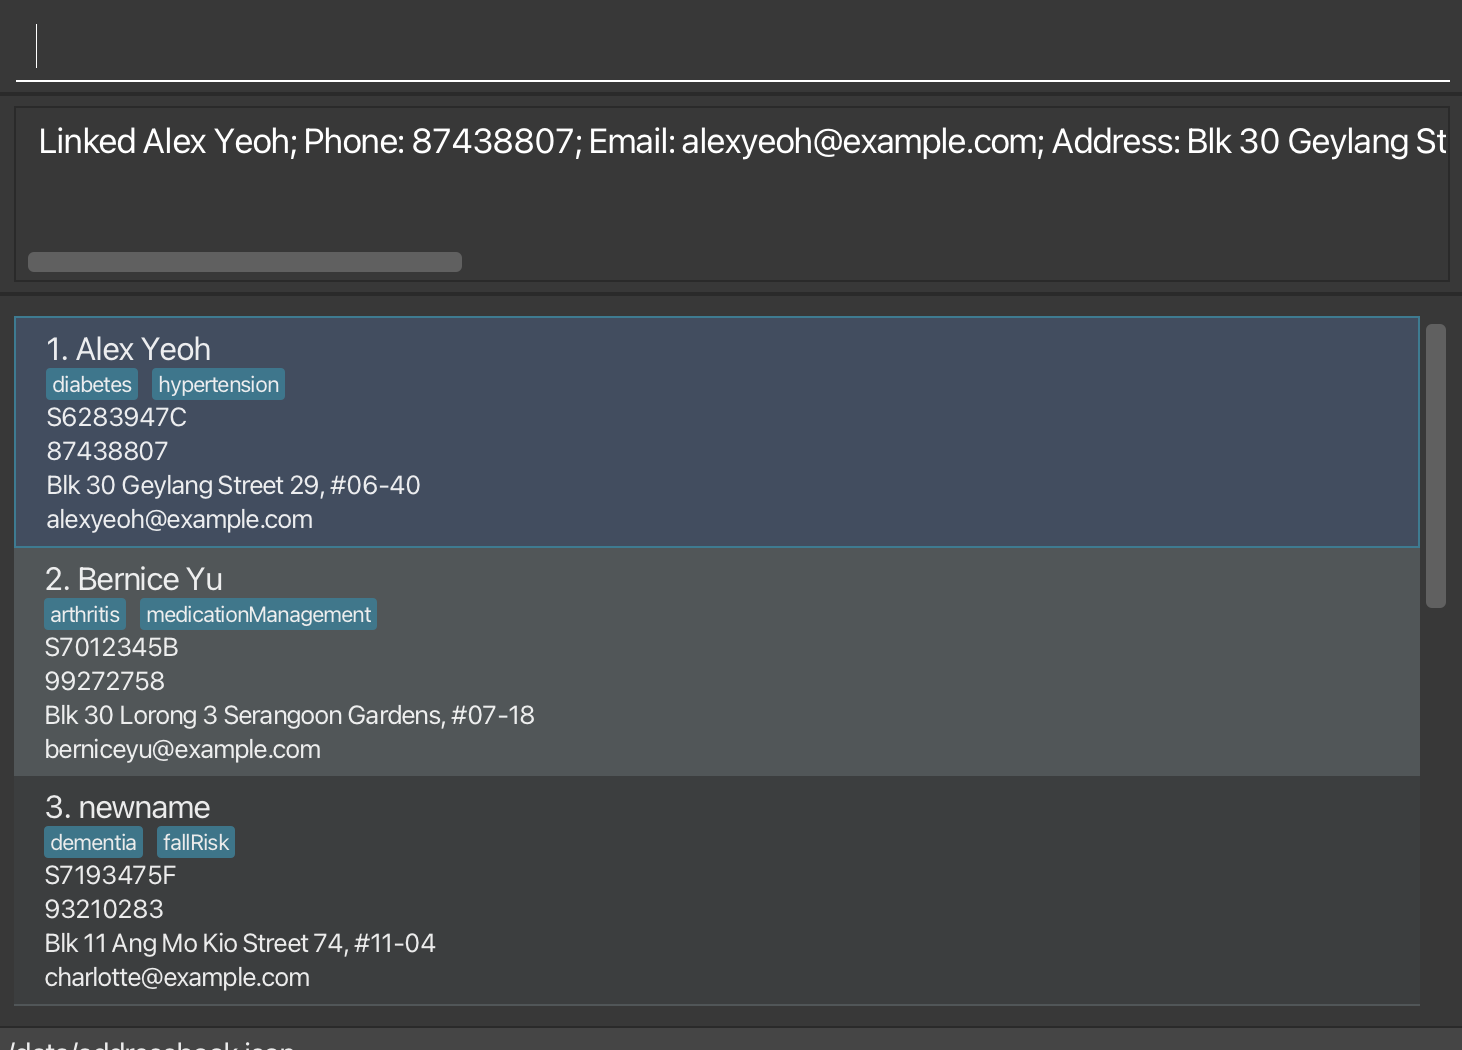 Linked Alex Yeoh; Phone: 87438807; Email: alexyeoh@example.com; Address: Blk 30 Geylang St
1. Alex Yeoh
diabetes hypertension
S6283947C
87438807
Blk 30 Geylang Street 29, #06-40
alexyeoh@example.com
2. Bernice Yu
arthritis medicationManagement
S7012345B
99272758
Blk 30 Lorong 3 Serangoon Gardens, #07-18
berniceyu@example.com
3. newname
dementia fallRisk
S7193475F
93210283
Blk 11 Ang Mo Kio Street 74, #11-04
charlotte@example.com
/data/addressbook.json